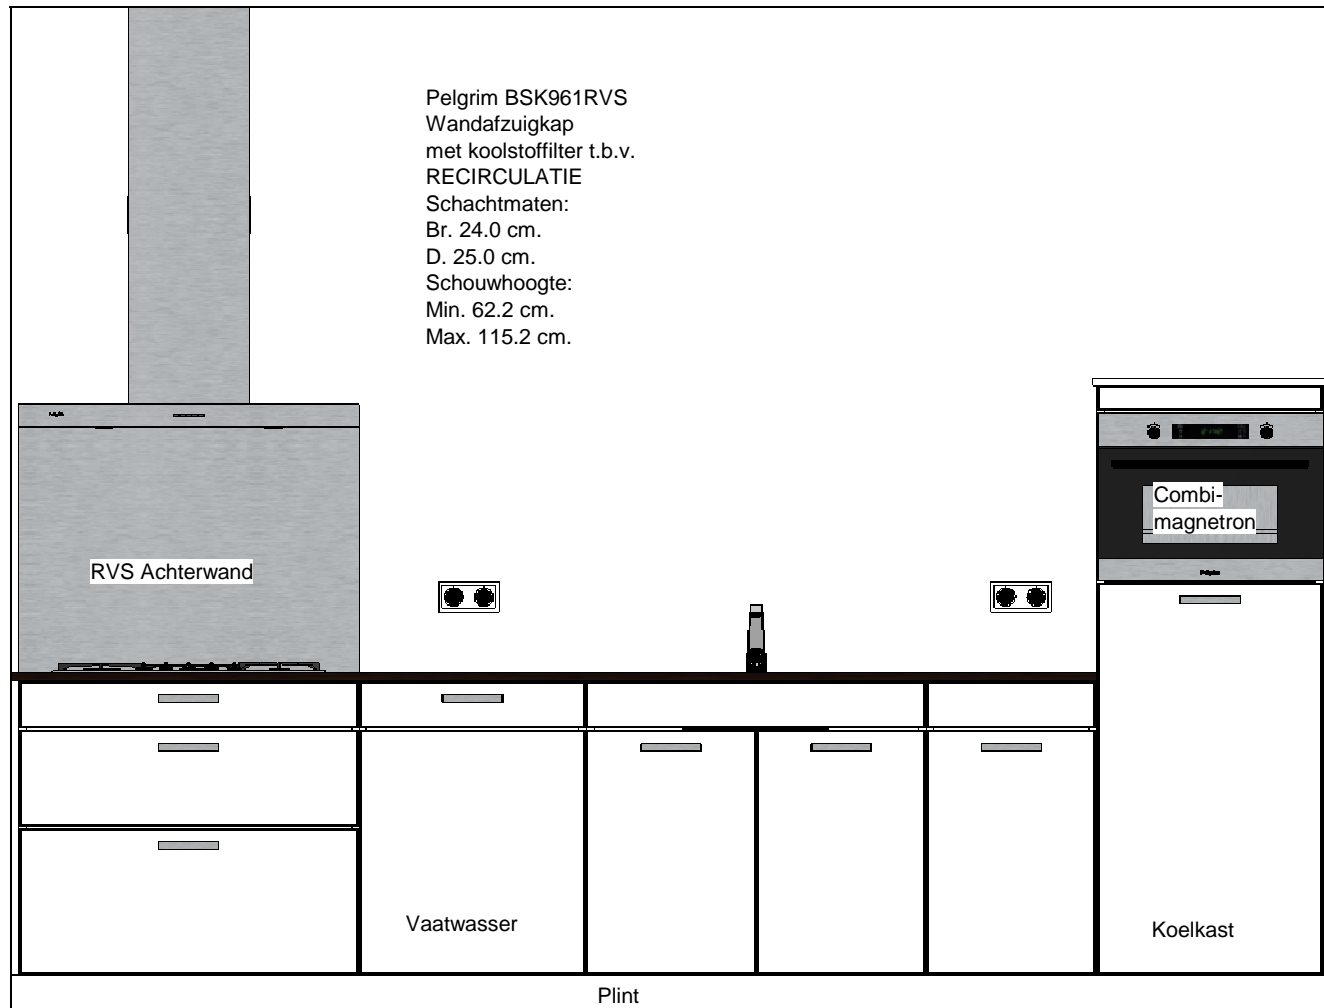 Pelgrim BSK961RVS
Wandafzuigkap
met koolstoffilter t.b.v.
RECIRCULATIE
Schachtmaten:
Br. 24.0 cm.
D. 25.0 cm.
Schouwhoogte:
Min. 62.2 cm.
Max. 115.2 cm.
Combi-
magnetron
RVS Achterwand
Vaatwasser
Koelkast
Plint